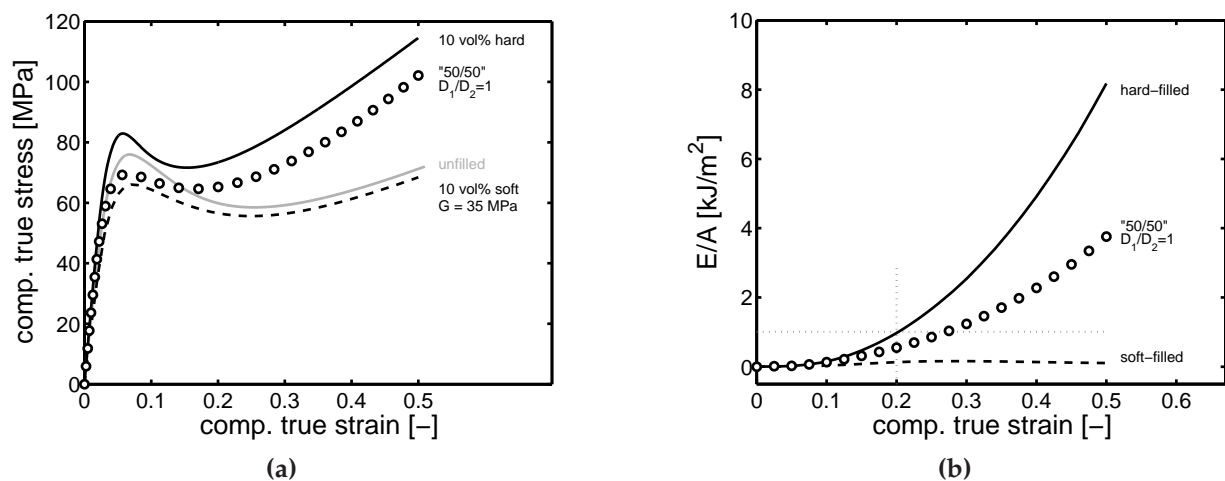 120
100
80
60
40
20
0
0
0.1
0.2
0.3
0.4
0.5
comp. true stress [MPa]
comp. true strain [−]
10 vol% hard
"50/50"
D1/D2=1
unfilled
10 vol% soft
G = 35 MPa
(a)
10
8
6
4
2
0
0
0.1
0.2
0.3
0.4
0.5
0.6
E/A [kJ/m²]
comp. true strain [−]
hard−filled
"50/50"
D1/D2=1
soft−filled
(b)